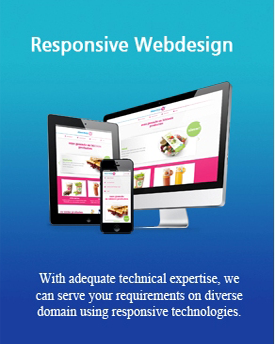 Responsive Webdesign
With adequate technical expertise, we
can serve your requirements on diverse
domain using responsive technologies.